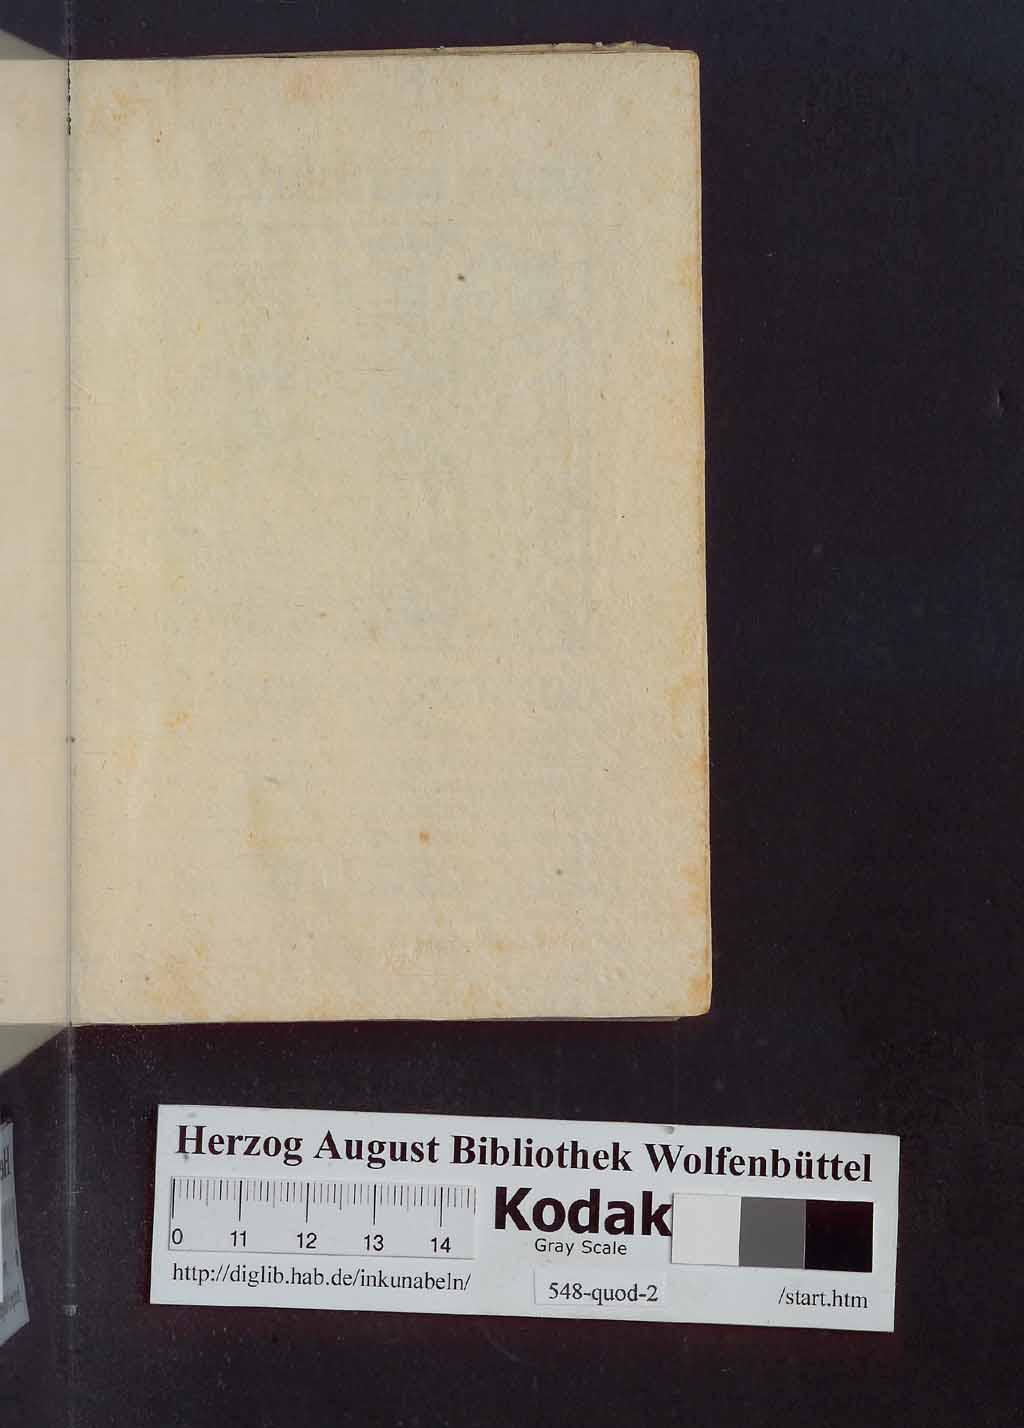 Herzog August Bibliothek Wolfenbüttel
Kodak
Gray Scale
0 11 12 13 14
http://diglib.hab.de/inkunabeln/
548-quod-2
/start.htm